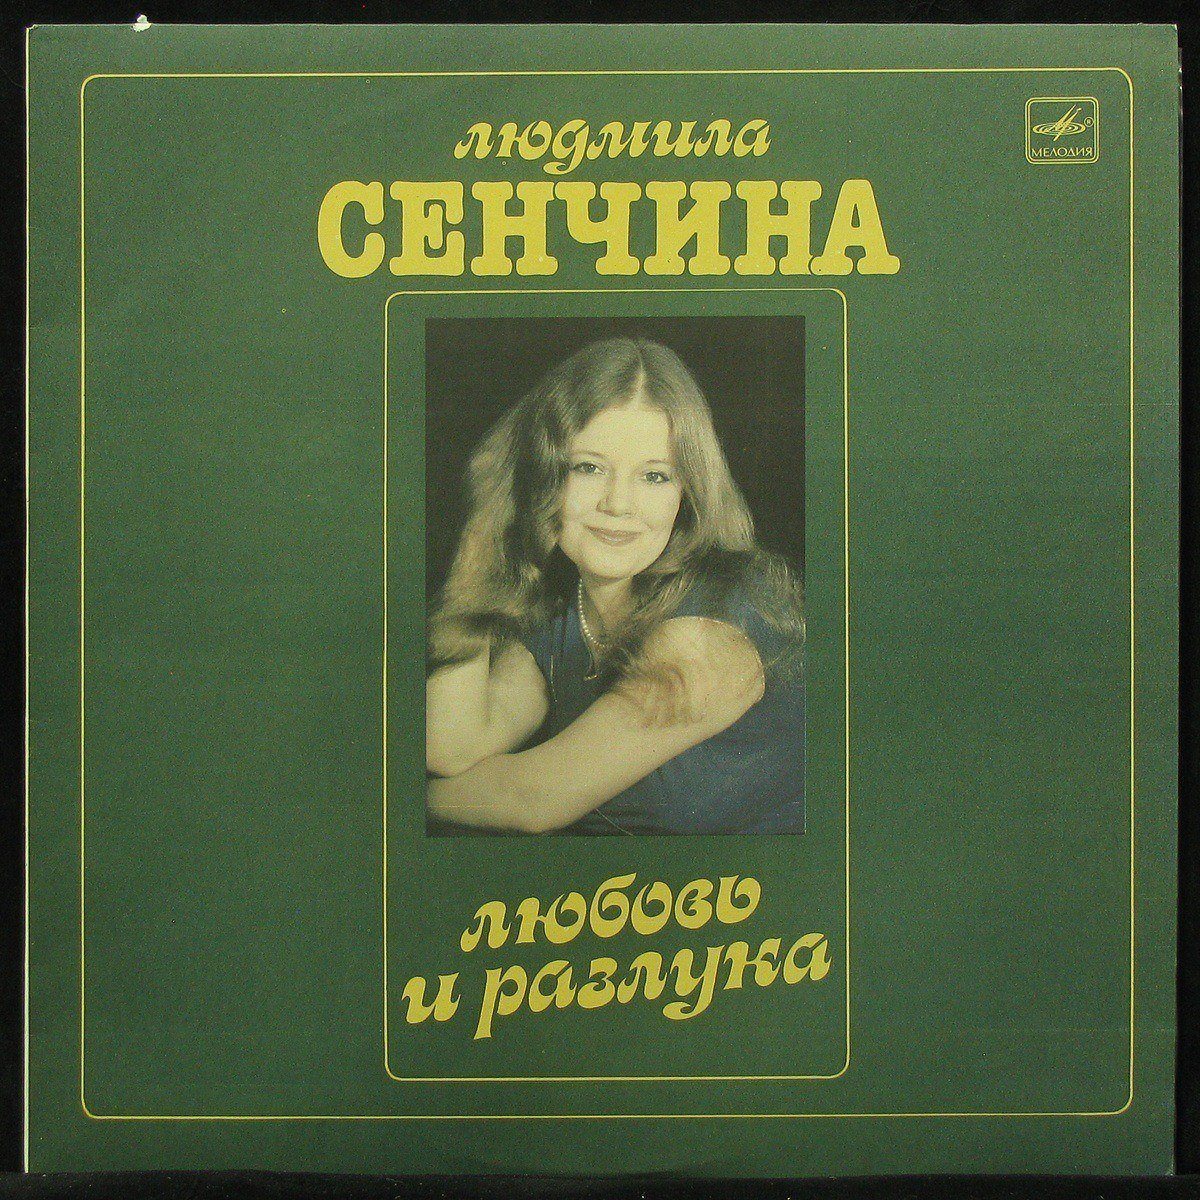 людмила
СЕНЧИНА
МЕЛОДИЯ
любовь
и разлука